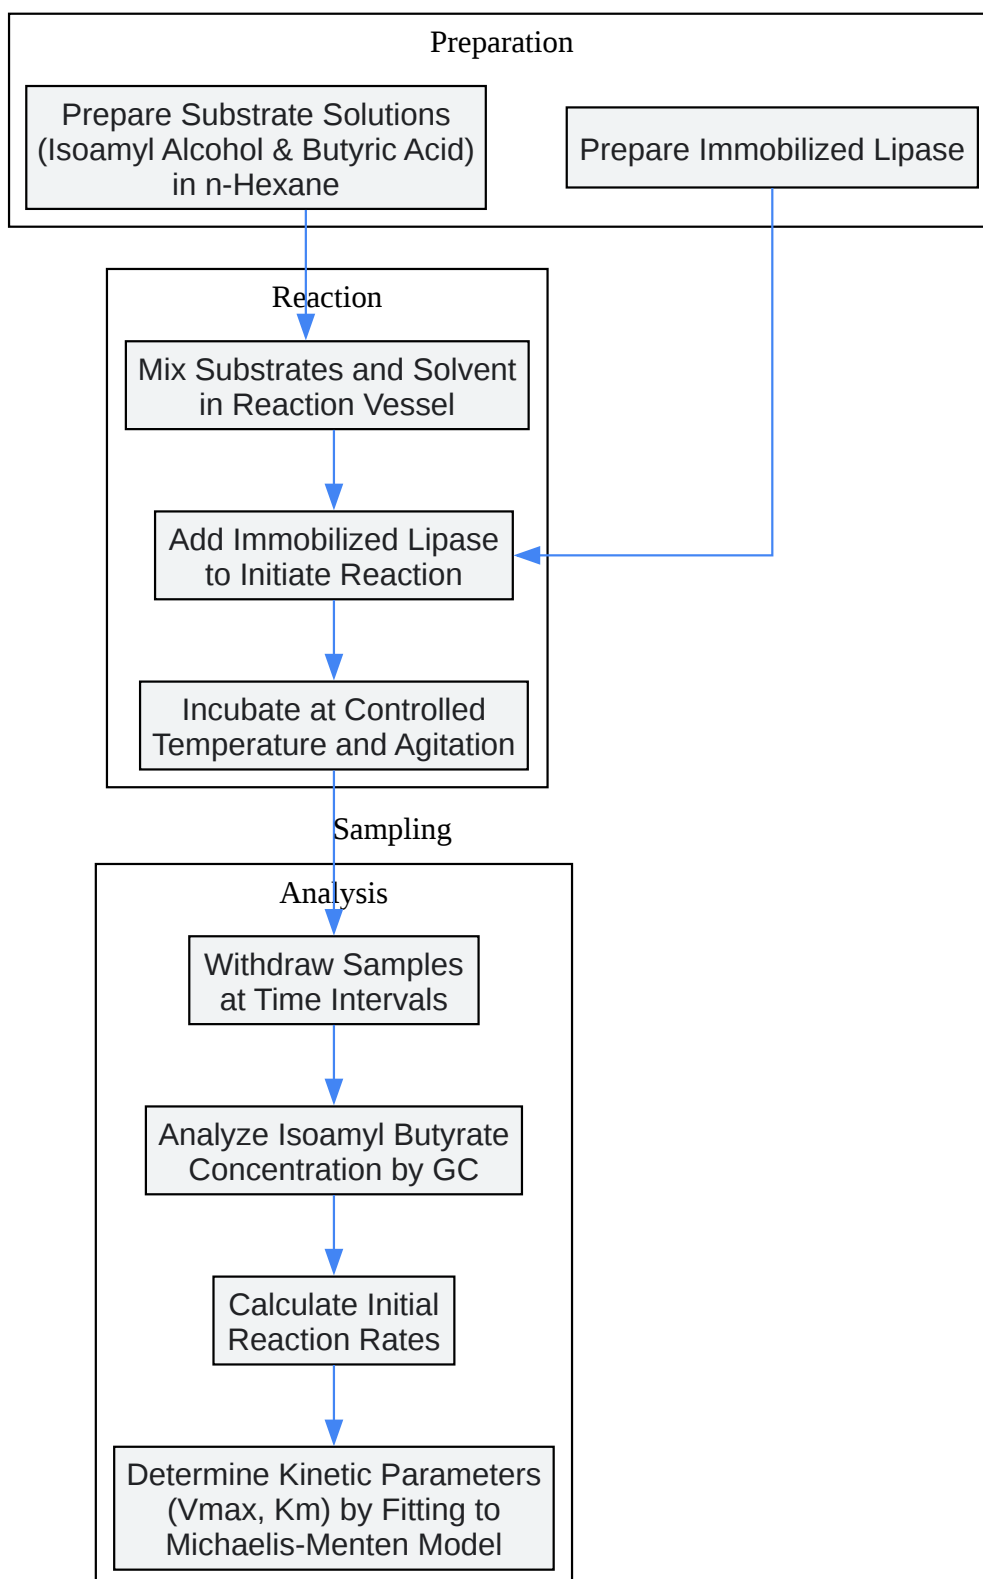 Preparation
Prepare Substrate Solutions
(Isoamyl Alcohol & Butyric Acid)
in n-Hexane
Prepare Immobilized Lipase
Reaction
Mix Substrates and Solvent
in Reaction Vessel
Add Immobilized Lipase
to Initiate Reaction
Incubate at Controlled
Temperature and Agitation
Sampling
Analysis
Withdraw Samples
at Time Intervals
Analyze Isoamyl Butyrate
Concentration by GC
Calculate Initial
Reaction Rates
Determine Kinetic Parameters
(Vmax, Km) by Fitting to
Michaelis-Menten Model